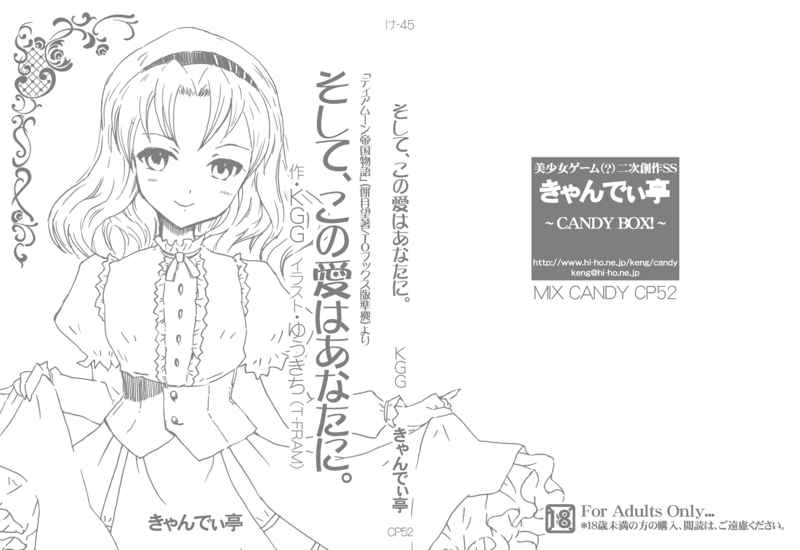 そして、この愛はあなたに。
「ティアムーン帝国物語」(餅月望著・TOブックス版準拠)より
作・KGG イラスト・ゆうきち(T-FRAM)
きゃんでぃ亭
け-45
そして、この愛はあなたに。
KGG
きゃんでぃ亭
CP52
美少女ゲーム(?)二次創作SS
きゃんでぃ亭
~ CANDY BOX! ~
http://www.hi-ho.ne.jp/keng/candy
keng@hi-ho.ne.jp
MIX CANDY CP52
18
For Adults Only...
※18歳未満の方の購入、閲読は、ご遠慮ください。